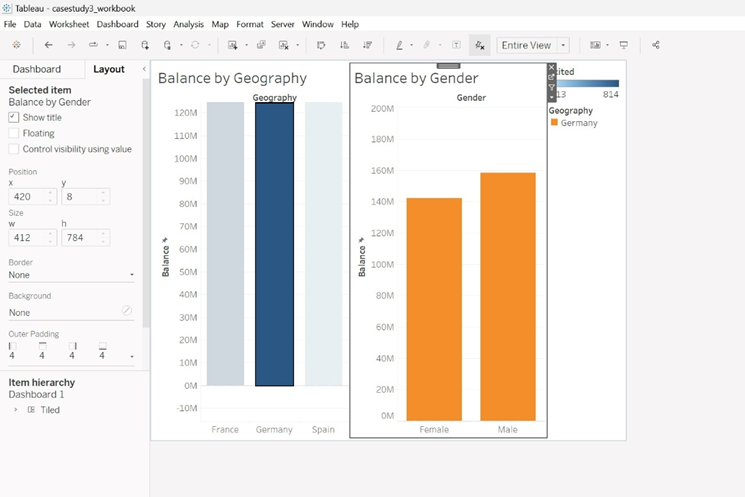 Tableau - casestudy3_workbook
File Data Worksheet Dashboard Story Analysis Map Format Server Window Help
Entire View
Dashboard Layout
Selected item
Balance by Gender
Show title
Floating
Control visibility using value
Position
x y
420 8
Size
w h
412 784
Border
None
Background
None
Outer Padding
4 4 4 4
Item hierarchy
Dashboard 1
Tiled
Balance by Geography
Geography
120M
110M
100M
90M
80M
70M
60M
50M
40M
30M
20M
10M
0M
-10M
Balance
France Germany Spain
Balance by Gender
Gender
200M
180M
160M
140M
120M
100M
80M
60M
40M
20M
0M
Balance
Female Male
814
Geography
Germany